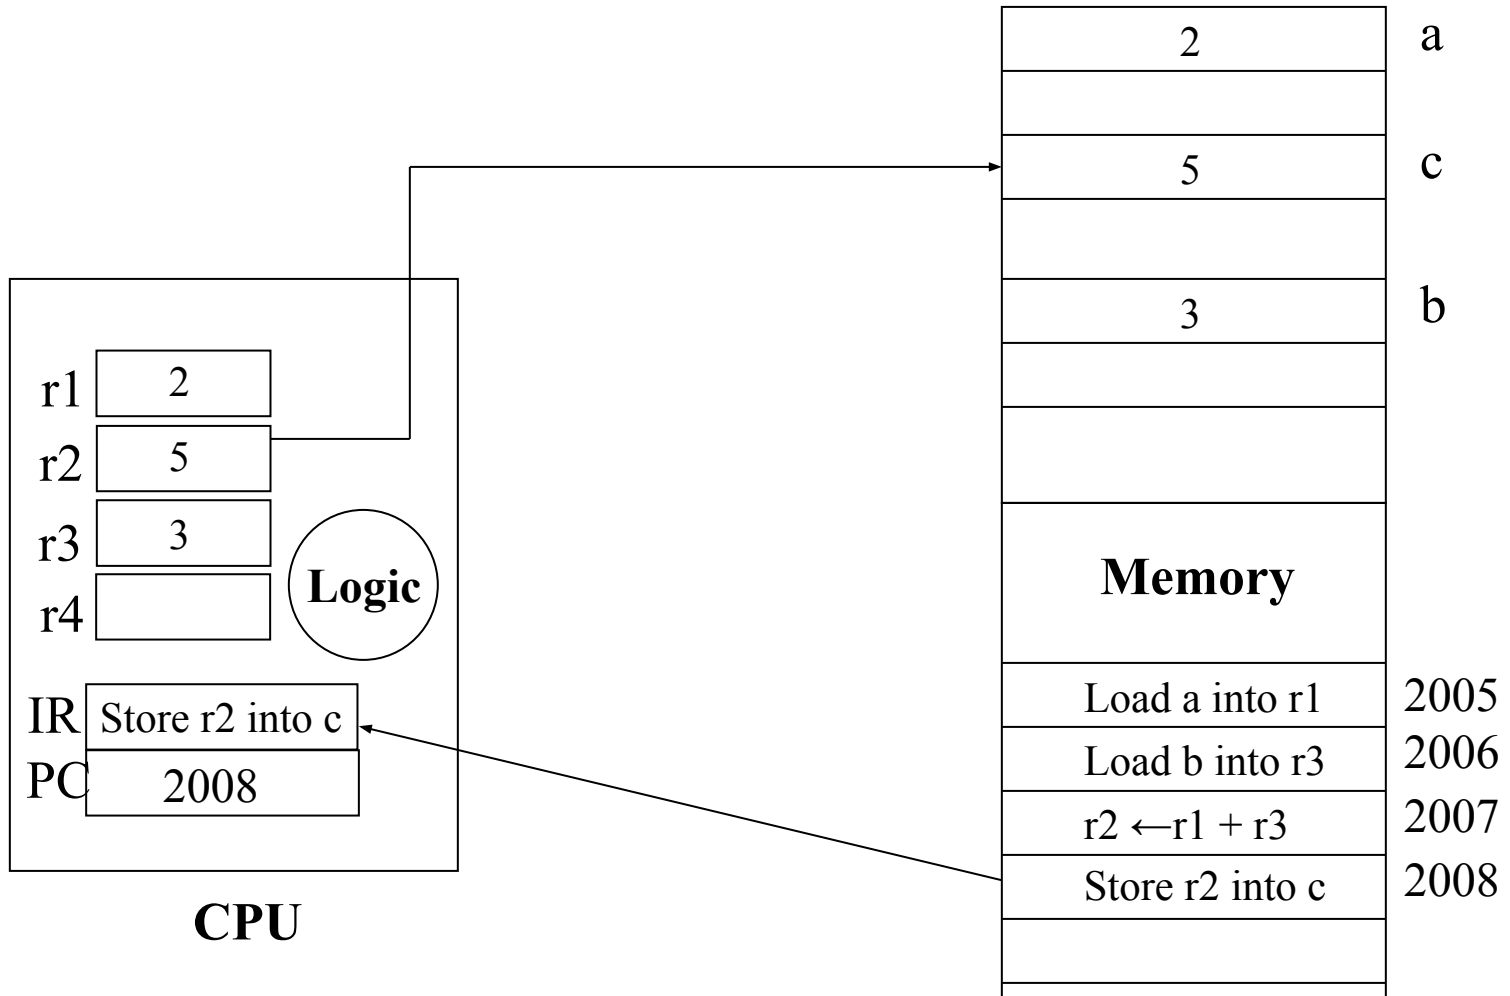 2 a
5 c
3 b
r1 2
r2 5
r3 3
r4
Logic
Memory
IR Store r2 into c
PC 2008
CPU
Load a into r1 2005
Load b into r3 2006
r2 ←r1 + r3 2007
Store r2 into c 2008